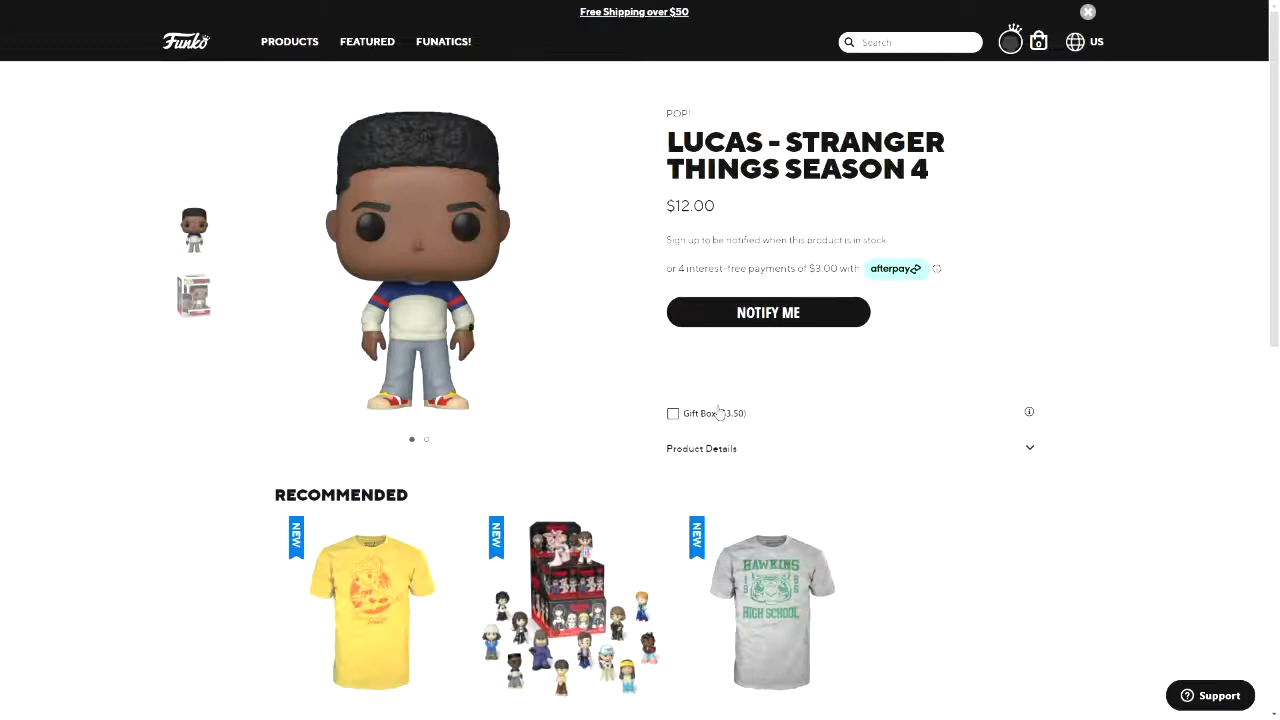 Free Shipping over $50
Funko
PRODUCTS
FEATURED
FUNATICS!
Search
0
US
POP!
LUCAS - STRANGER
THINGS SEASON 4
$12.00
Sign up to be notified when this product is in stock
or 4 interest-free payments of $3.00 with afterpay
NOTIFY ME
Gift Box 3.50)
Product Details
RECOMMENDED
NEW
NEW
NEW
HAWKINS
HIGH SCHOOL
Support